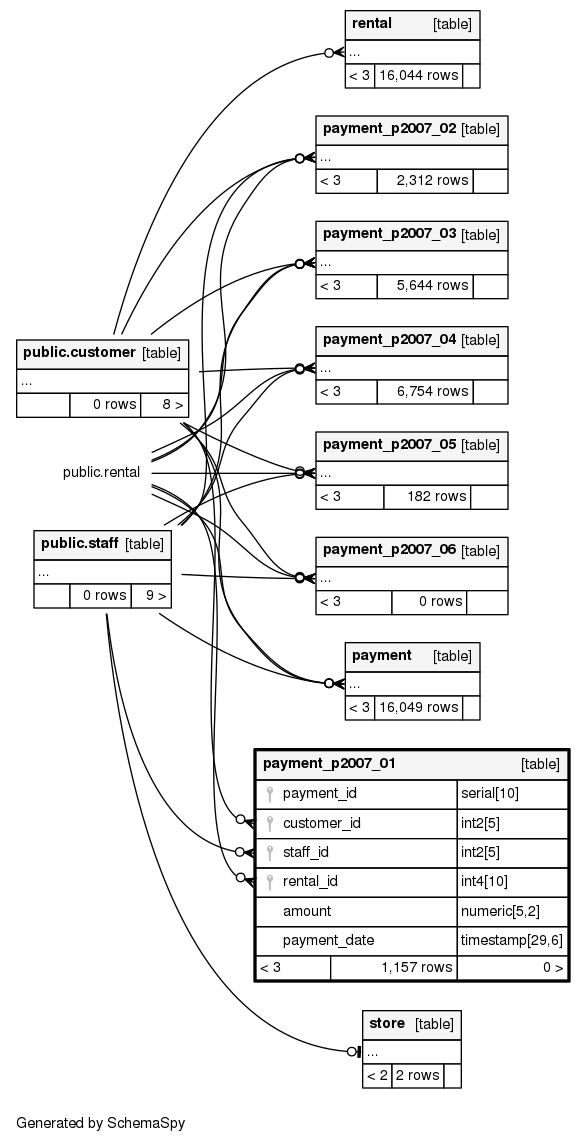 rental [table]
...
< 3 16,044 rows
payment_p2007_02 [table]
...
< 3 2,312 rows
payment_p2007_03 [table]
...
< 3 5,644 rows
payment_p2007_04 [table]
...
< 3 6,754 rows
public.customer [table]
...
0 rows 8 >
payment_p2007_05 [table]
...
< 3 182 rows
public.rental
public.staff [table]
...
0 rows 9 >
payment_p2007_06 [table]
...
< 3 0 rows
payment [table]
...
< 3 16,049 rows
payment_p2007_01 [table]
payment_id serial[10]
customer_id int2[5]
staff_id int2[5]
rental_id int4[10]
amount numeric[5,2]
payment_date timestamp[29,6]
< 3 1,157 rows 0 >
store [table]
...
< 2 2 rows
Generated by SchemaSpy